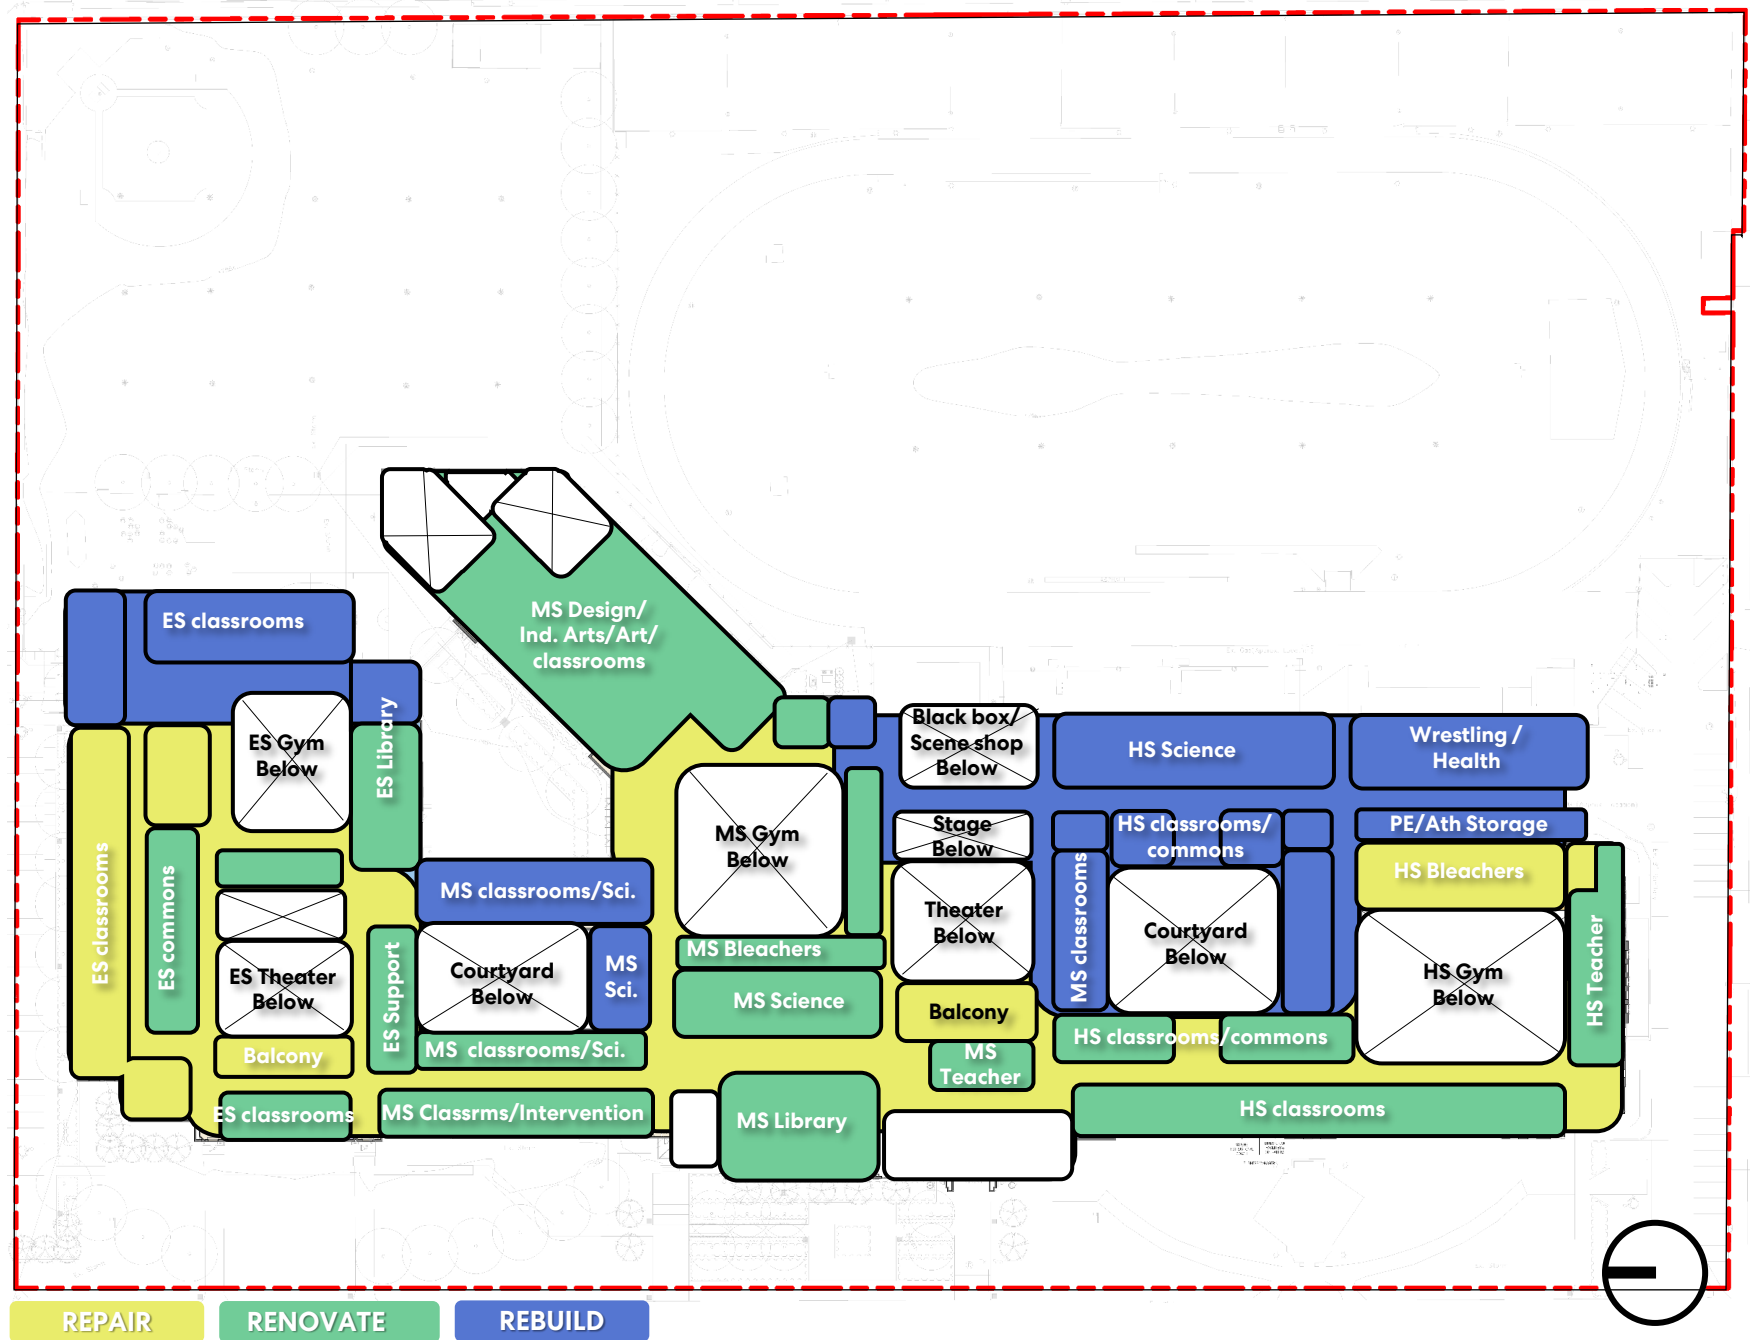 MS Design/
Ind. Arts/Art/
classrooms
ES classrooms
ES Gym
Below
ES Library
Black box/
Scene shop
Below
HS Science
Wrestling /
Health
MS Gym
Below
Stage
Below
HS classrooms/
commons
PE/Ath Storage
ES classrooms
ES commons
MS classrooms/Sci.
Theater
Below
MS classrooms
Courtyard
Below
HS Bleachers
HS Teacher
ES Theater
Below
ES Support
Courtyard
Below
MS
Sci.
MS Bleachers
MS Science
HS Gym
Below
Balcony
Balcony
MS classrooms/Sci.
MS
Teacher
HS classrooms/commons
ES classrooms
MS Classrms/Intervention
MS Library
HS classrooms
REPAIR
RENOVATE
REBUILD